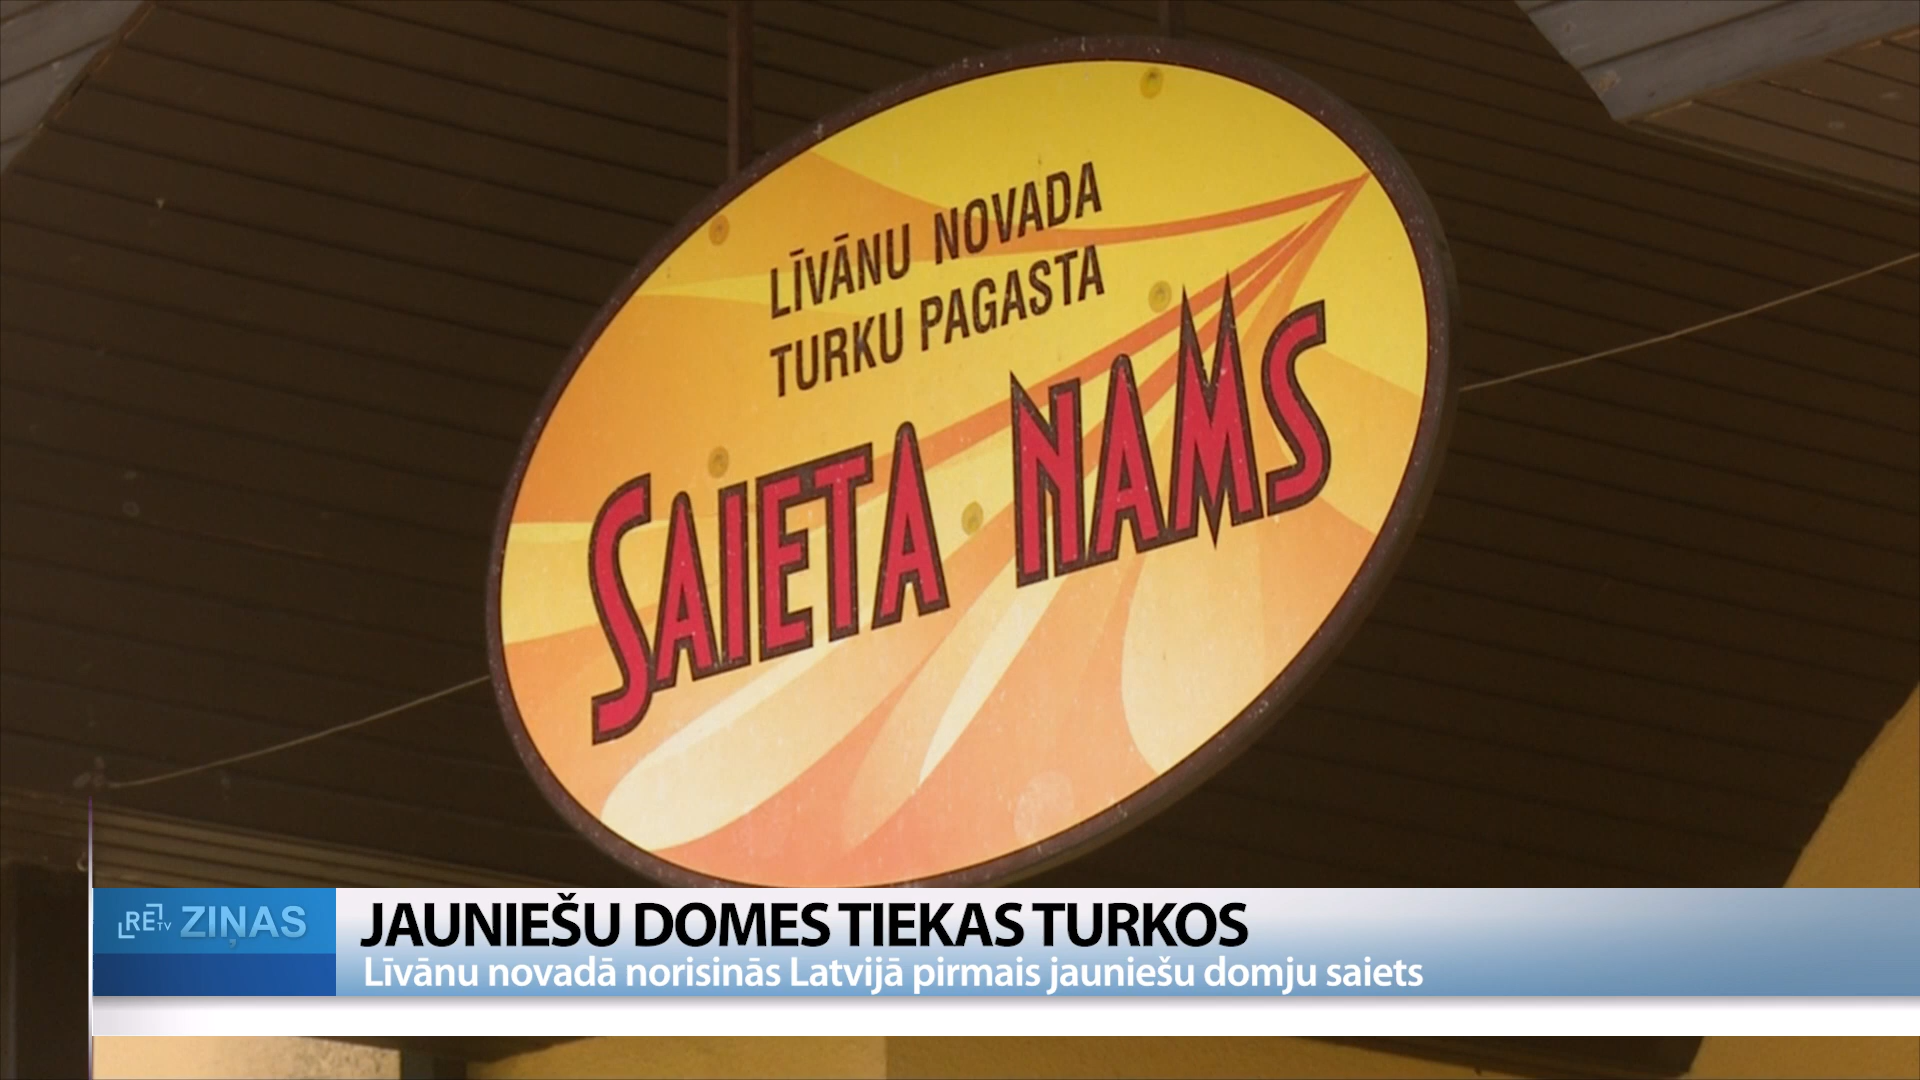 LĪVĀNU NOVADA
TURKU PAGASTA
SAIETA NAMS
RE TV ZIŅAS
JAUNIEŠU DOMES TIEKAS TURKOS
Līvānu novadā norisinās Latvijā pirmais jauniešu domju saiets